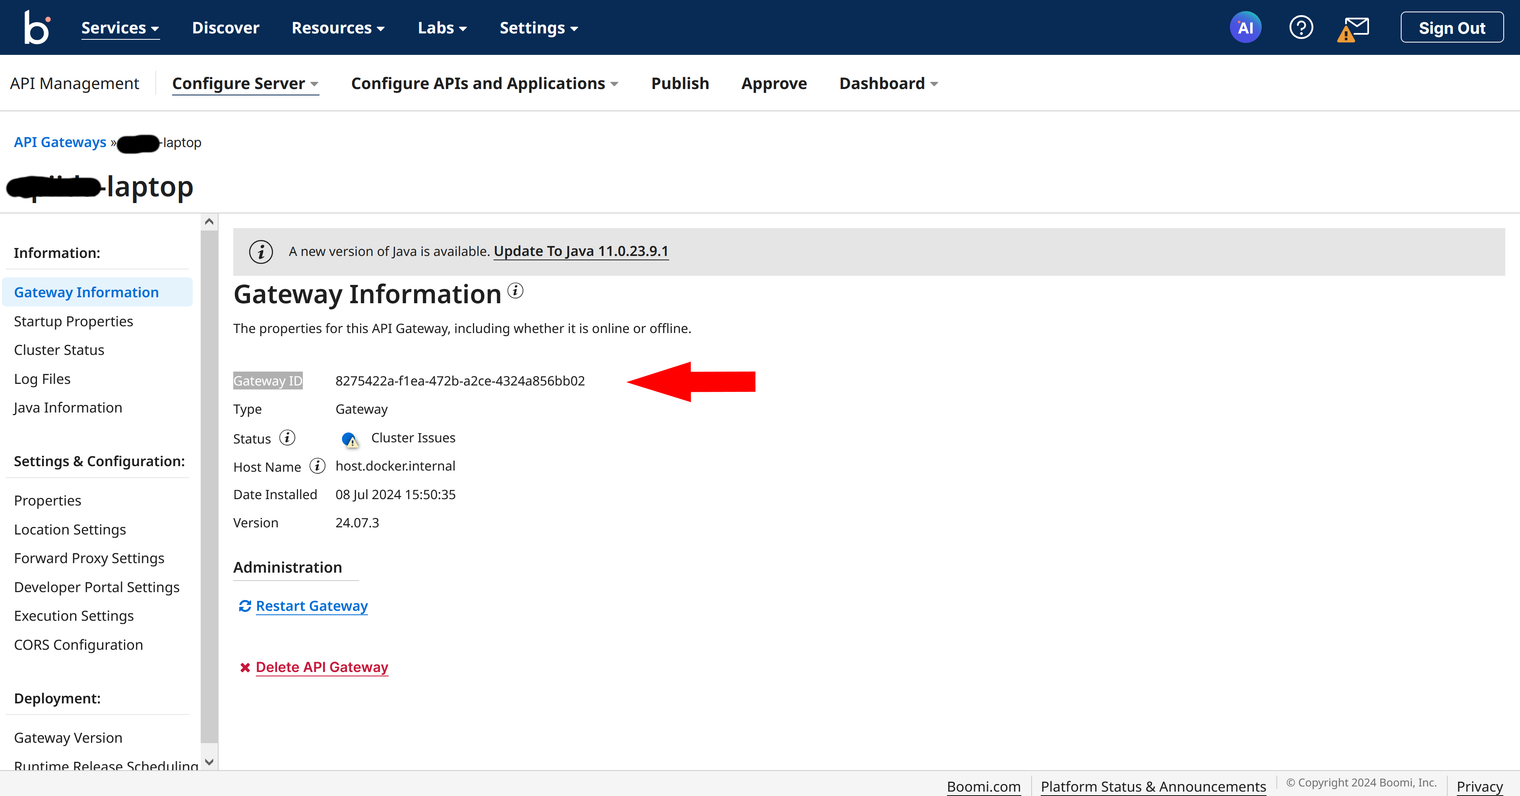 b Services Discover Resources Labs Settings AI ? Sign Out
API Management Configure Server Configure APIs and Applications Publish Approve Dashboard
API Gateways » -laptop
-laptop
Information:
Gateway Information
Startup Properties
Cluster Status
Log Files
Java Information
Settings & Configuration:
Properties
Location Settings
Forward Proxy Settings
Developer Portal Settings
Execution Settings
CORS Configuration
Deployment:
Gateway Version
Runtime Release Scheduling
A new version of Java is available. Update To Java 11.0.23.9.1
Gateway Information
The properties for this API Gateway, including whether it is online or offline.
Gateway ID 8275422a-f1ea-472b-a2ce-4324a856bb02
Type Gateway
Status Cluster Issues
Host Name host.docker.internal
Date Installed 08 Jul 2024 15:50:35
Version 24.07.3
Administration
Restart Gateway
Delete API Gateway
Boomi.com Platform Status & Announcements © Copyright 2024 Boomi, Inc. Privacy